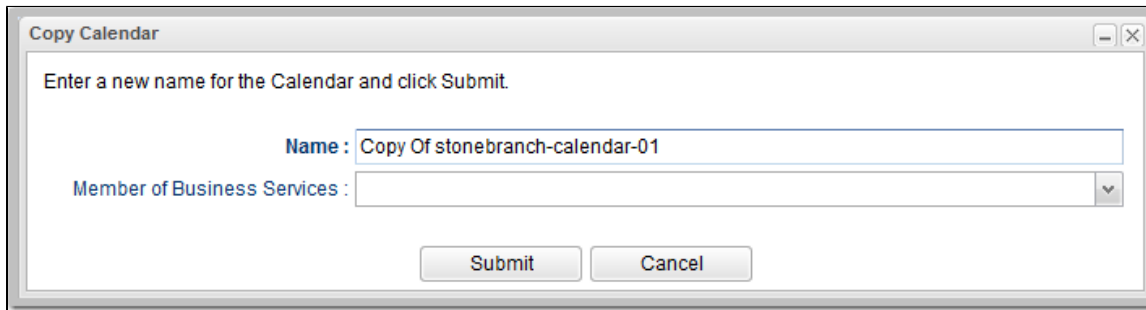 Copy Calendar
Enter a new name for the Calendar and click Submit.
Name : Copy Of stonebranch-calendar-01
Member of Business Services :
Submit Cancel